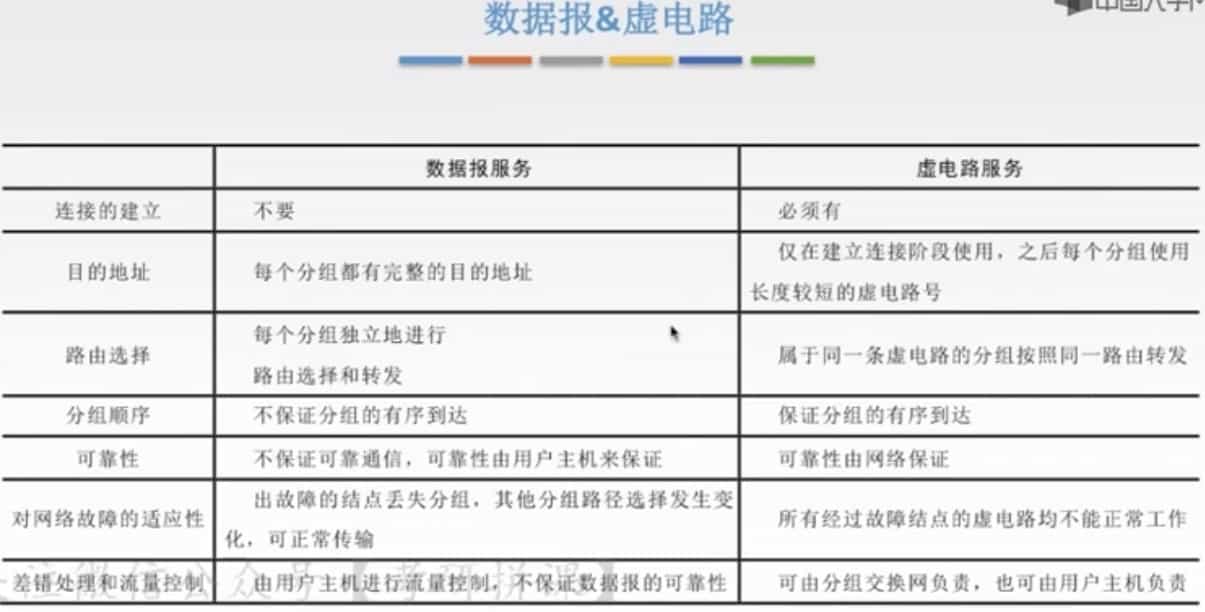 数据报&虚电路
数据报服务
虚电路服务
连接的建立
不要
必须有
目的地址
每个分组都有完整的目的地址
仅在建立连接阶段使用，之后每个分组使用
长度较短的虚电路号
路由选择
每个分组独立地进行
路由选择和转发
属于同一条虚电路的分组按照同一路由转发
分组顺序
不保证分组的有序到达
保证分组的有序到达
可靠性
不保证可靠通信，可靠性由用户主机来保证
可靠性由网络保证
对网络故障的适应性
出故障的结点丢失分组，其他分组路径选择发生变
化，可正常传输
所有经过故障结点的虚电路均不能正常工作
差错处理和流量控制
由用户主机进行流量控制，不保证数据报的可靠性
可由分组交换网负责，也可由用户主机负责
注微信公众号【考研拼课】